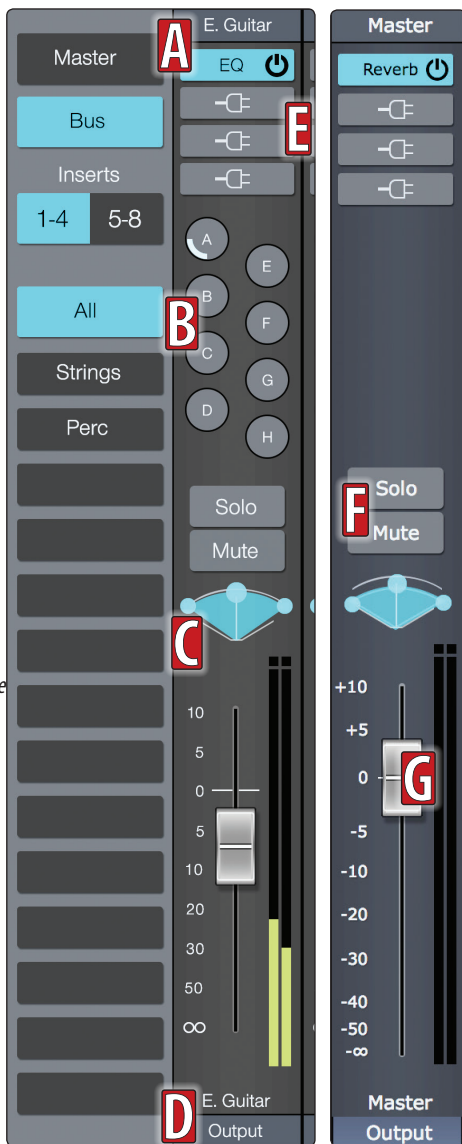 Master
Bus
Inserts
1-4 5-8
All
Strings
Perc
e
A
E. Guitar
EQ
E
A
B
C
D
E
F
G
H
B
Solo
Mute
C
10
5
0
5
10
20
30
50
∞
D
E. Guitar
Output
Master
Reverb
F
Solo
Mute
+10
+5
0
-5
-10
-20
-30
-40
-50
-∞
G
Master
Output